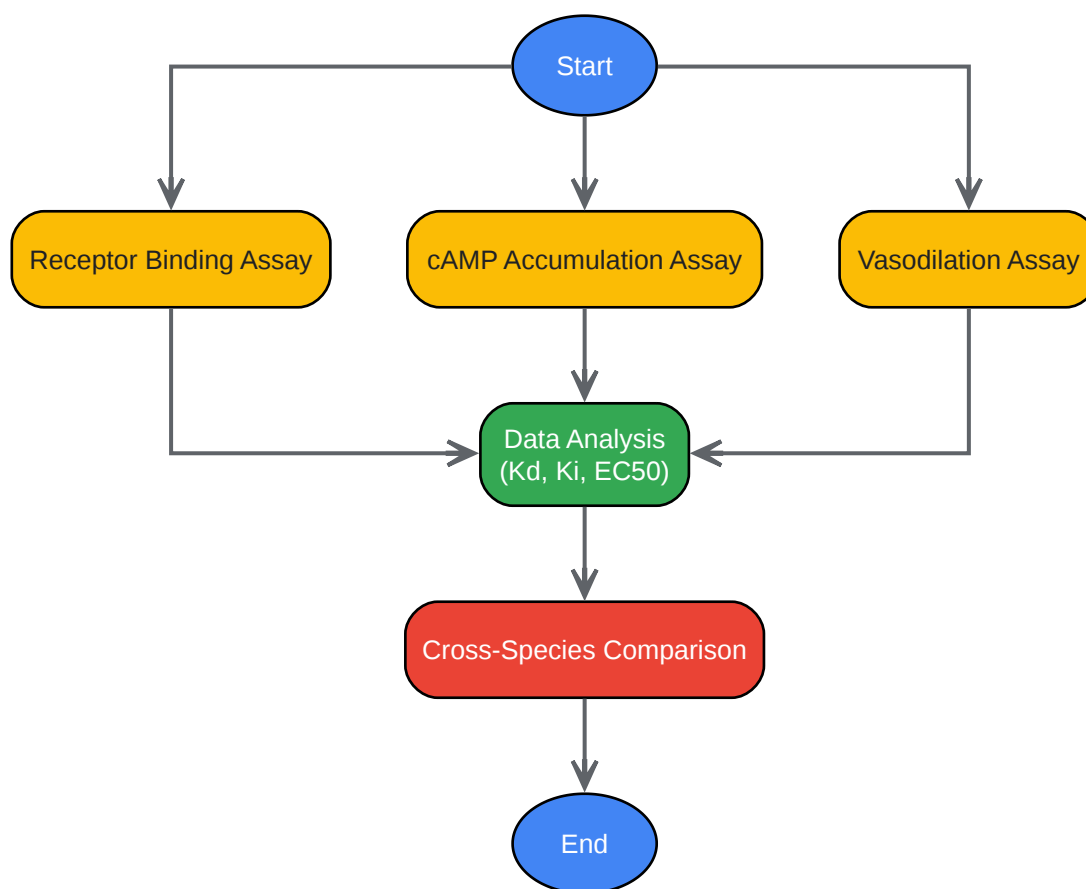 Start
Receptor Binding Assay
cAMP Accumulation Assay
Vasodilation Assay
Data Analysis
(Kd, Ki, EC50)
Cross-Species Comparison
End